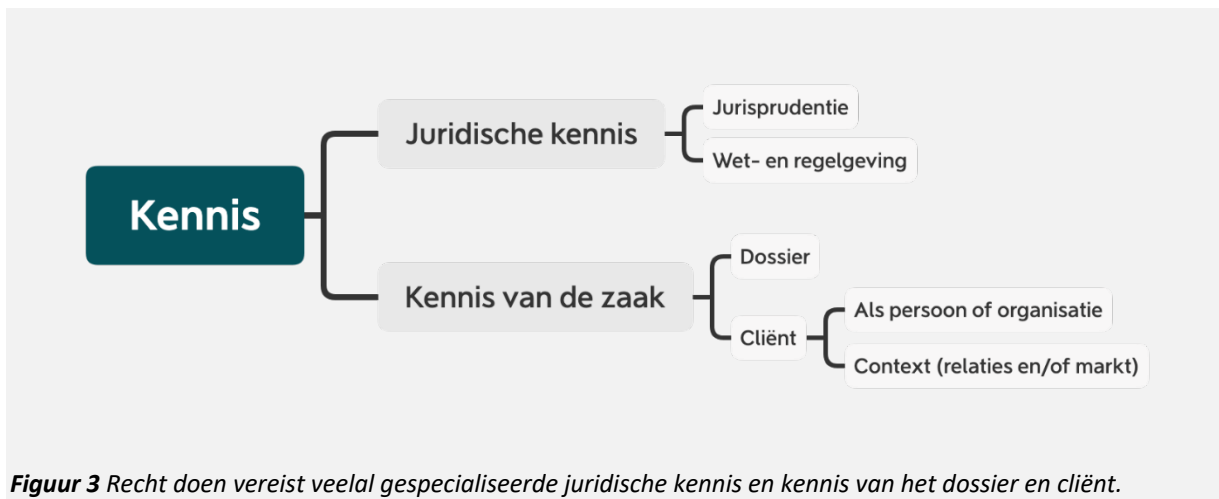 Kennis
Juridische kennis
Jurisprudentie
Wet- en regelgeving
Kennis van de zaak
Dossier
Cliënt
Als persoon of organisatie
Context (relaties en/of markt)
Figuur 3 Recht doen vereist veelal gespecialiseerde juridische kennis en kennis van het dossier en cliënt.